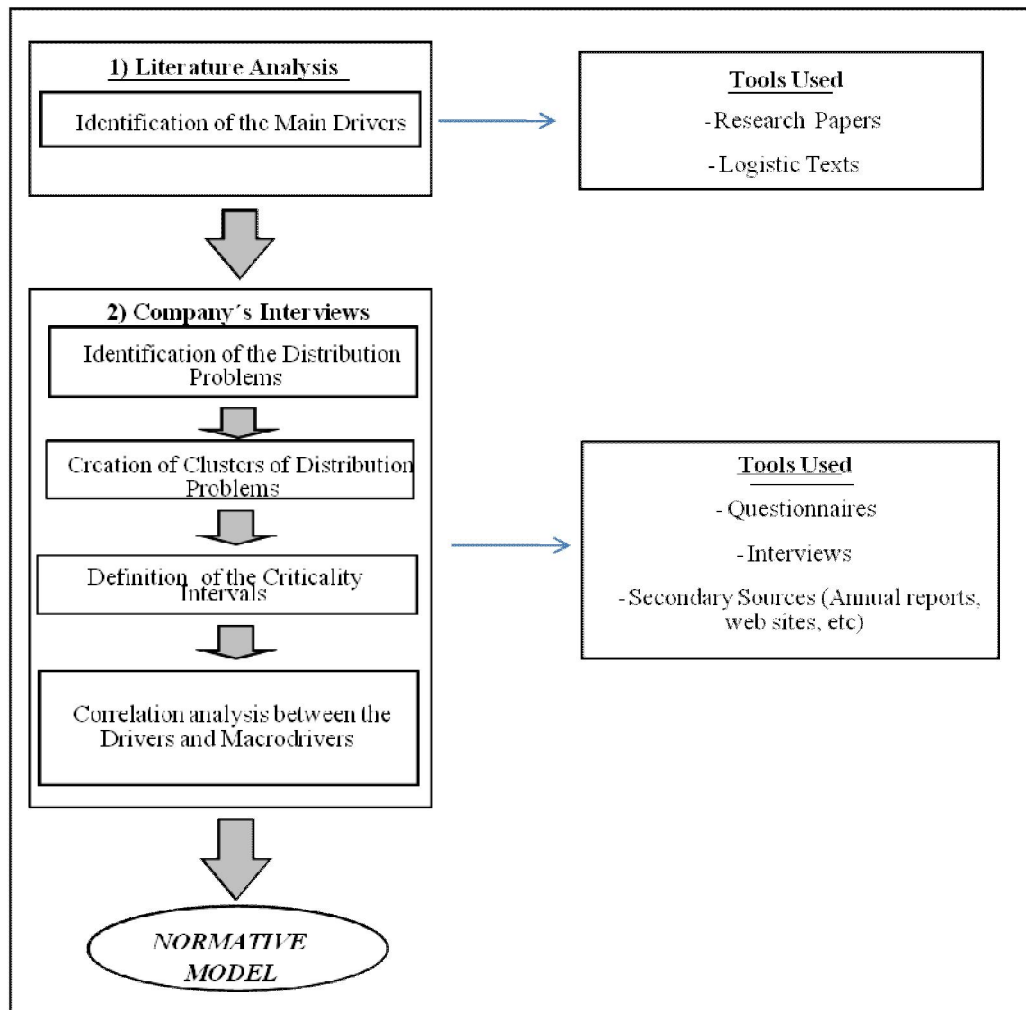 1) Literature Analysis
Identification of the Main Drivers
Tools Used
-Research Papers
-Logistic Texts
2) Company´s Interviews
Identification of the Distribution
Problems
Creation of Clusters of Distribution
Problems
Definition of the Criticality
Intervals
Correlation analysis between the
Drivers and Macrodrivers
Tools Used
-Questionnaires
-Interviews
-Secondary Sources (Annual reports,
web sites, etc)
NORMATIVE
MODEL